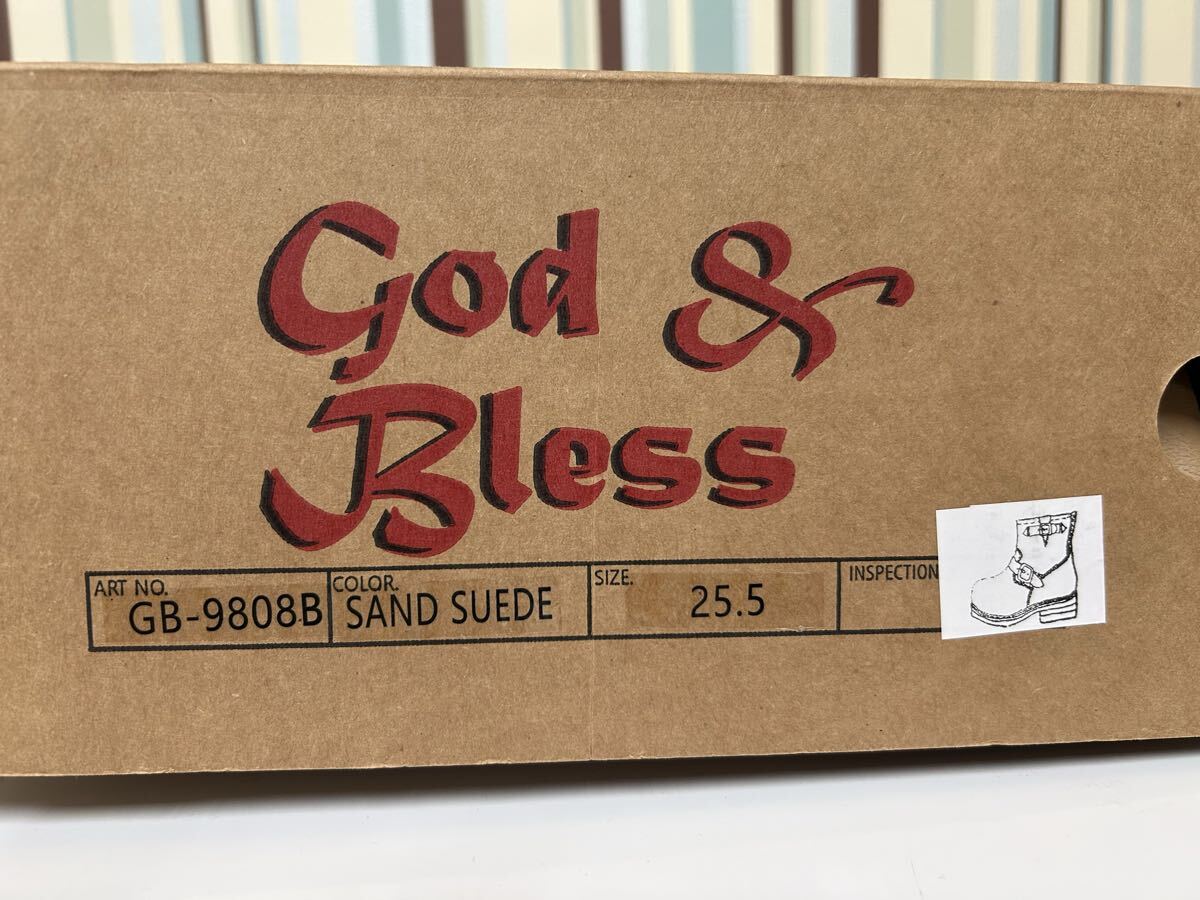 God &
Bless
ART NO. COLOR. SIZE. INSPECTION
GB-9808B SAND SUEDE 25.5